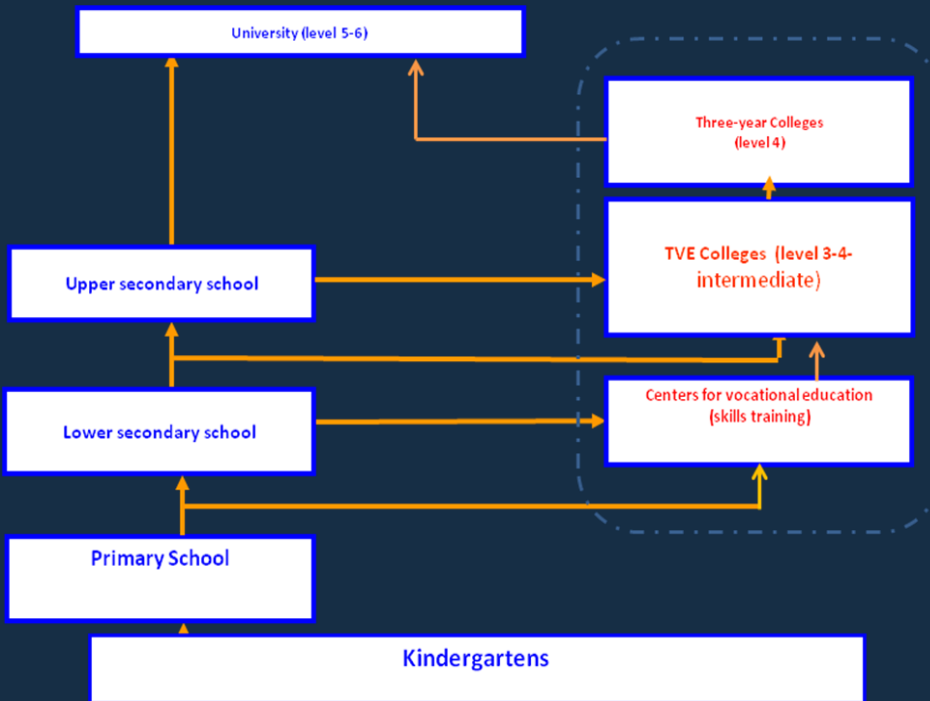 University (level 5-6)
Three-year Colleges
(level 4)
TVE Colleges (level 3-4-
intermediate)
Upper secondary school
Centers for vocational education
(skills training)
Lower secondary school
Primary School
Kindergartens